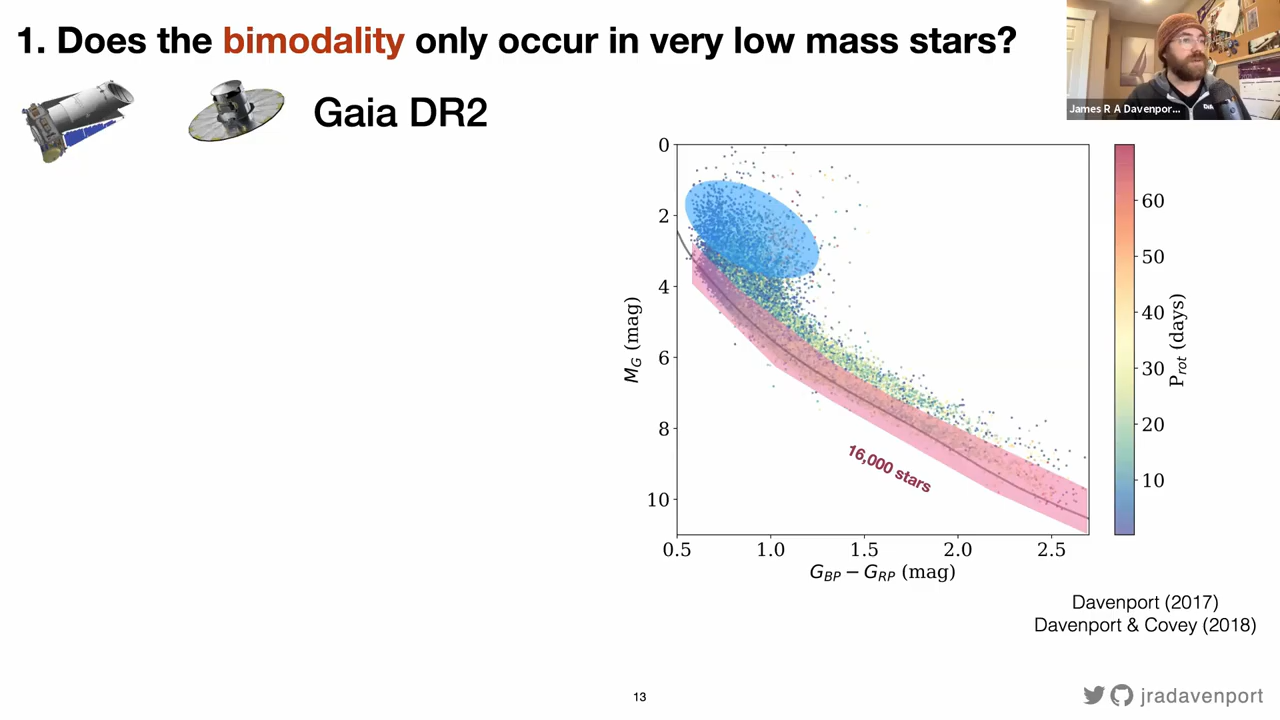 1. Does the bimodality only occur in very low mass stars?
James R A Davenpor...
Gaia DR2
0
2
4
6
8
10
M_G (mag)
0.5
1.0
1.5
2.0
2.5
G_BP − G_RP (mag)
16,000 stars
60
50
40
30
20
10
P_rot (days)
Davenport (2017)
Davenport & Covey (2018)
13
jradavenport